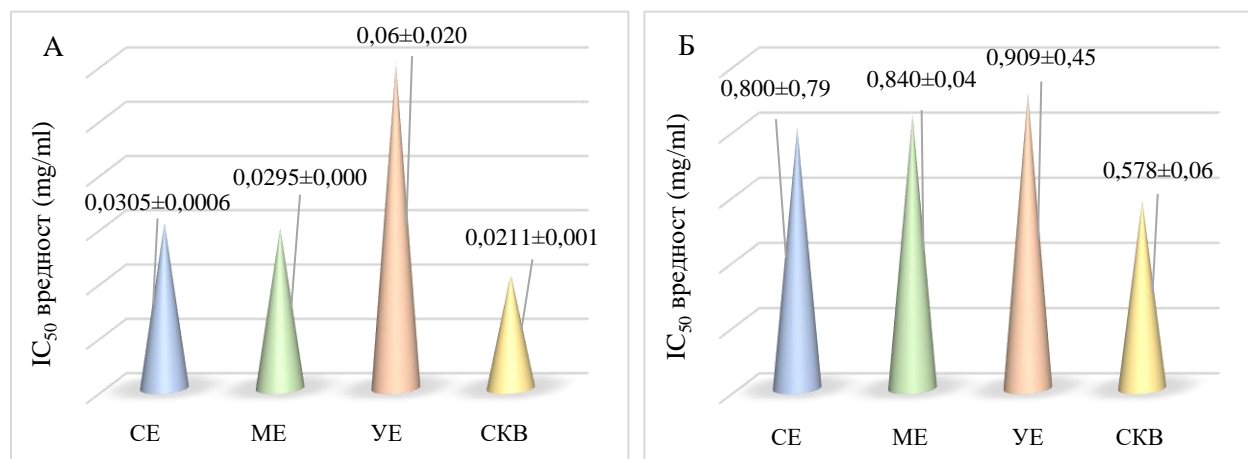 А
IC₅₀ вредност (mg/ml)
0,0305±0,0006
0,0295±0,000
0,06±0,020
0,0211±0,001
СЕ МЕ УЕ СКВ
Б
IC₅₀ вредност (mg/ml)
0,800±0,79
0,840±0,04
0,909±0,45
0,578±0,06
СЕ МЕ УЕ СКВ